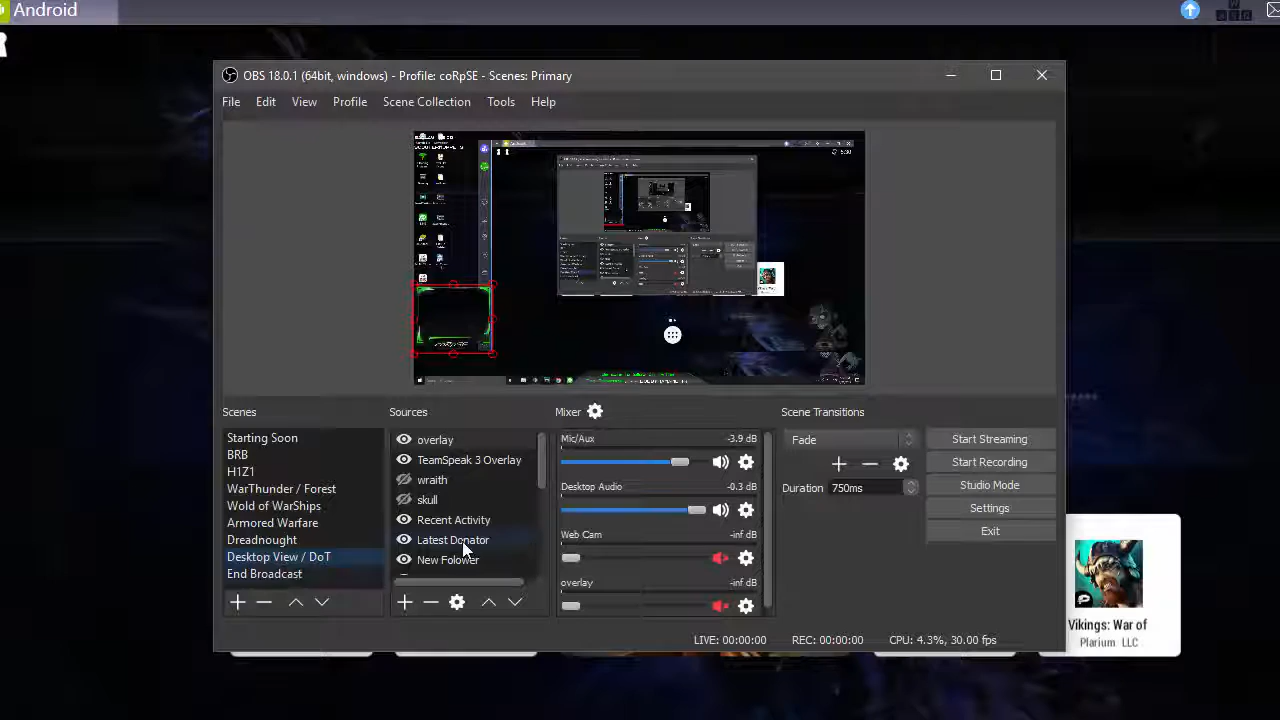 Android
OBS 18.0.1 (64bit, windows) - Profile: coRpSE - Scenes: Primary
File Edit View Profile Scene Collection Tools Help
Scenes
Starting Soon
BRB
H1Z1
WarThunder / Forest
Wold of WarShips
Armored Warfare
Dreadnought
Desktop View / DoT
End Broadcast
Sources
overlay
TeamSpeak 3 Overlay
wraith
skull
Recent Activity
Latest Donator
New Folower
Mixer
Mic/Aux -3.9 dB
Desktop Audio -0.3 dB
Web Cam -inf dB
overlay -inf dB
Scene Transitions
Fade
Duration 750ms
Start Streaming
Start Recording
Studio Mode
Settings
Exit
LIVE: 00:00:00 REC: 00:00:00 CPU: 4.3%, 30.00 fps
Vikings: War of
Plarium LLC